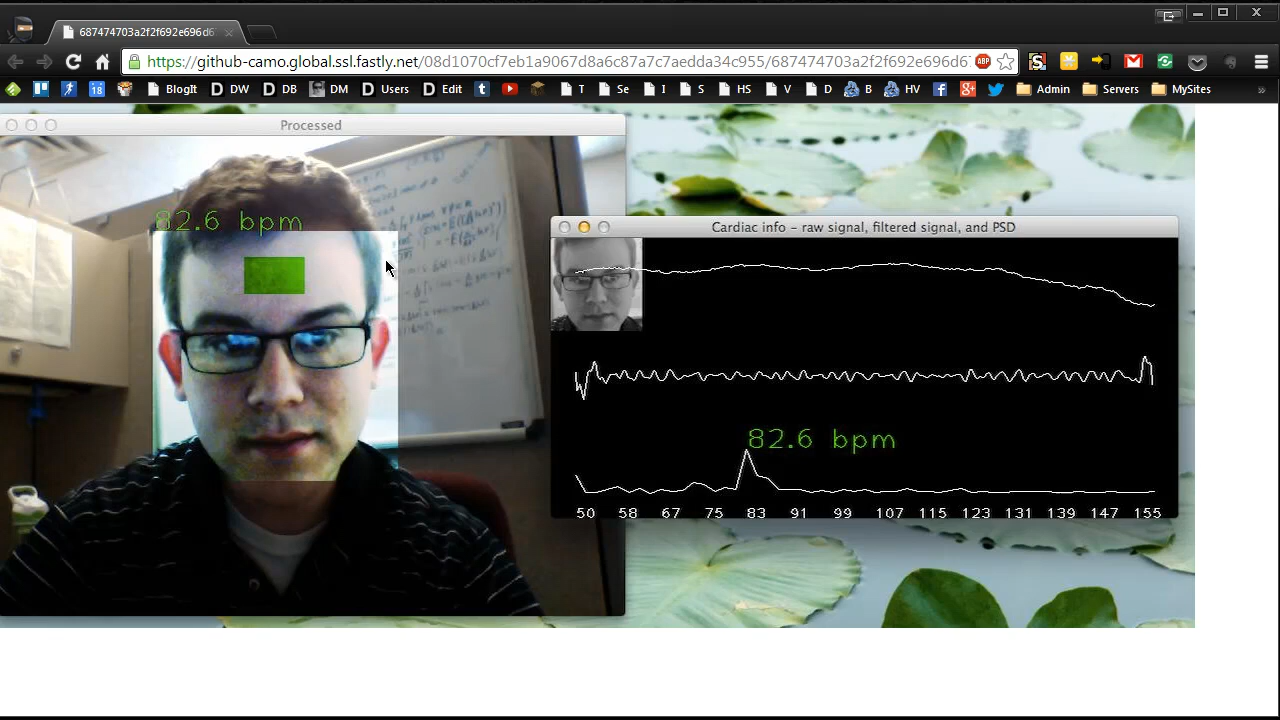 687474703a2f2f692e696d6
https://github-camo.global.ssl.fastly.net/
BlogIt DW DB DM Users Edit T Se I S HS V D B HV Admin Servers MySites
18
ABP
Processed
82.6 bpm
Cardiac info - raw signal, filtered signal, and PSD
82.6 bpm
50 58 67 75 83 91 99 107 115 123 131 139 147 155